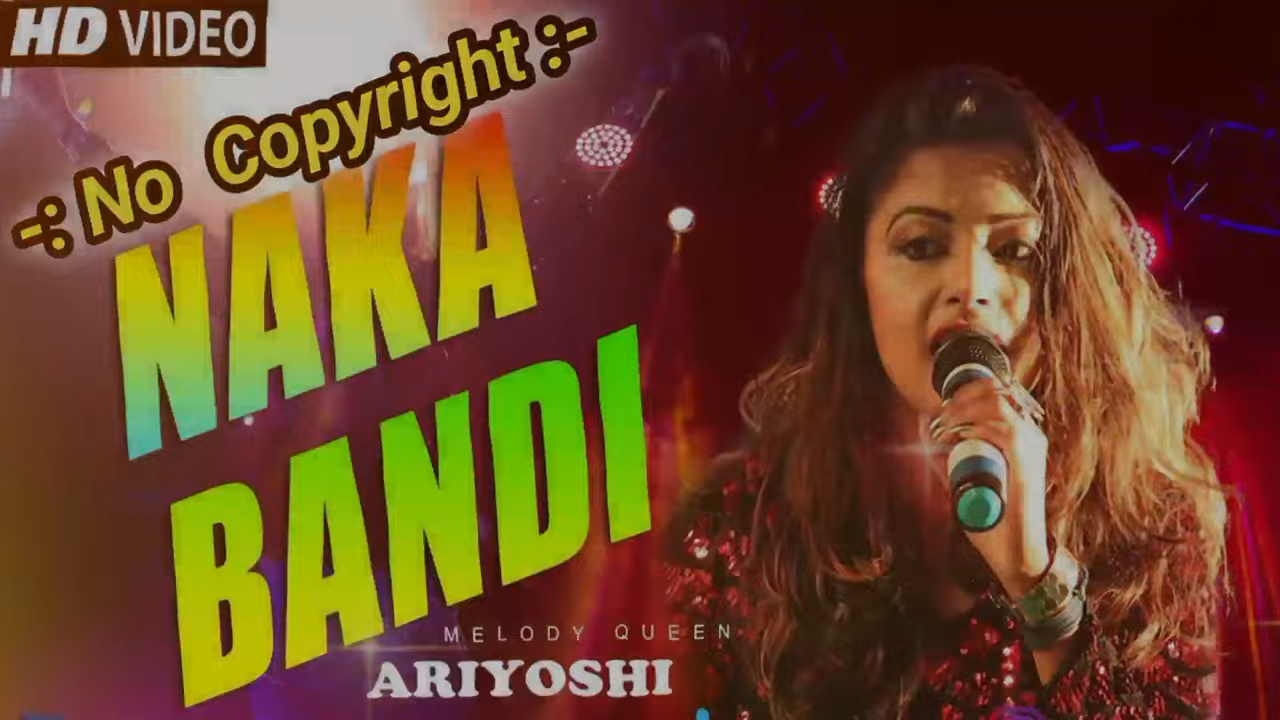 HD VIDEO
-: No Copyright :-
NAKA
BANDI
MELODY QUEEN
ARIYOSHI